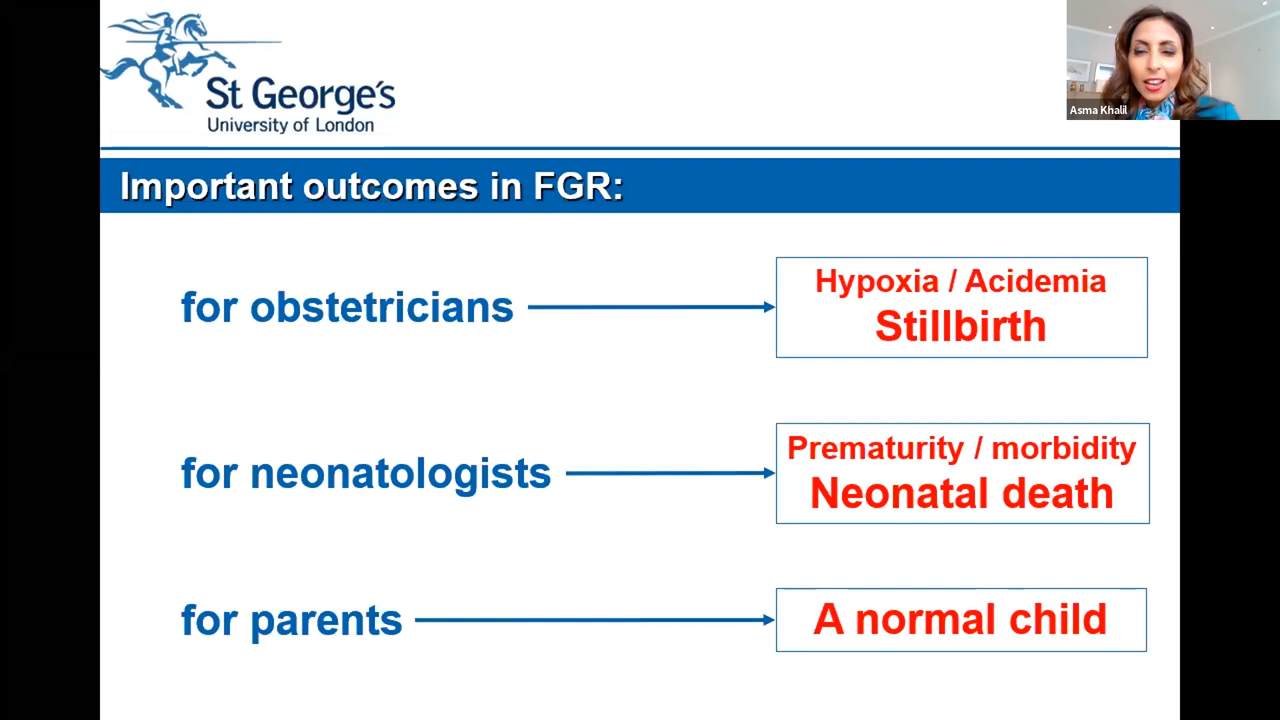 St George's
University of London
Asma Khalil
Important outcomes in FGR:
for obstetricians
Hypoxia / Acidemia
Stillbirth
for neonatologists
Prematurity / morbidity
Neonatal death
for parents
A normal child